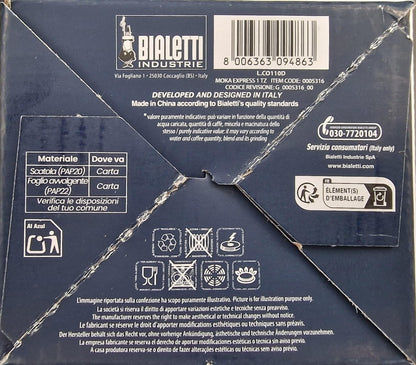 BIALETTI
INDUSTRIE
Via Fogliano 1 - 25030 Coccaglio (BS) - Italy
8 006363 094863
L.CO110D
MOKA EXPRESS 1 TZ ITEM CODE: 0005316
CODICE REVISIONE: G_0005316_00
DEVELOPED AND DESIGNED IN ITALY
Made in China according to Bialetti's quality standards
* valore puramente indicativo: può variare in funzione della quantità di
acqua caricata, quantità di caffè, miscela e macinatura dello
stesso / purely indicative value: it may vary according to
water and coffee quantity, blend and its grinding
030-7720104
Servizio consumatori (Italy only)
Bialetti Industrie SpA
www.bialetti.com
Materiale Dove va
Scatola (PAP20) Carta
Foglio avvolgente (PAP22) Carta
Verifica le disposizioni
del tuo comune
Al Azul
ÉLÉMENT(S)
D'EMBALLAGE
L'immagine riportata sulla confezione ha scopo puramente illustrativo. Picture is for illustration purpose only.
La società si riserva il diritto di apportare variazioni estetiche e tecniche senza preavviso.
The manufacturer reserves the right to make aesthetical or technical changes without notice.
Le fabricant se réserve le droit de modifications esthétiques ou techniques sans préavis.
Der Hersteller behält sich das Recht vor, ohne vorherige Ankündigung, ästhetische und technische Änderungen vorzunehmen.
La empresa fabricante se reserva el derecho de aportar modificaciones estéticas o técnicas sin previo aviso.
A casa produtora reserva-se o direito de fazer alterações estéticas ou técnicas sem aviso prévio.